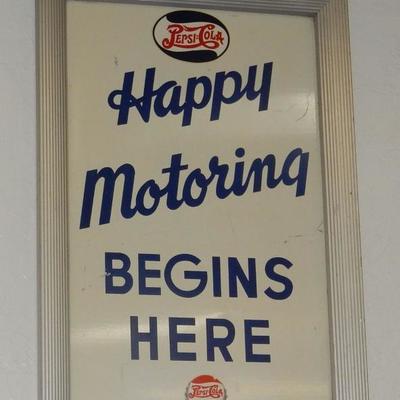 PEPSI-COLA
Happy
Motoring
BEGINS
HERE
PEPSI-COLA